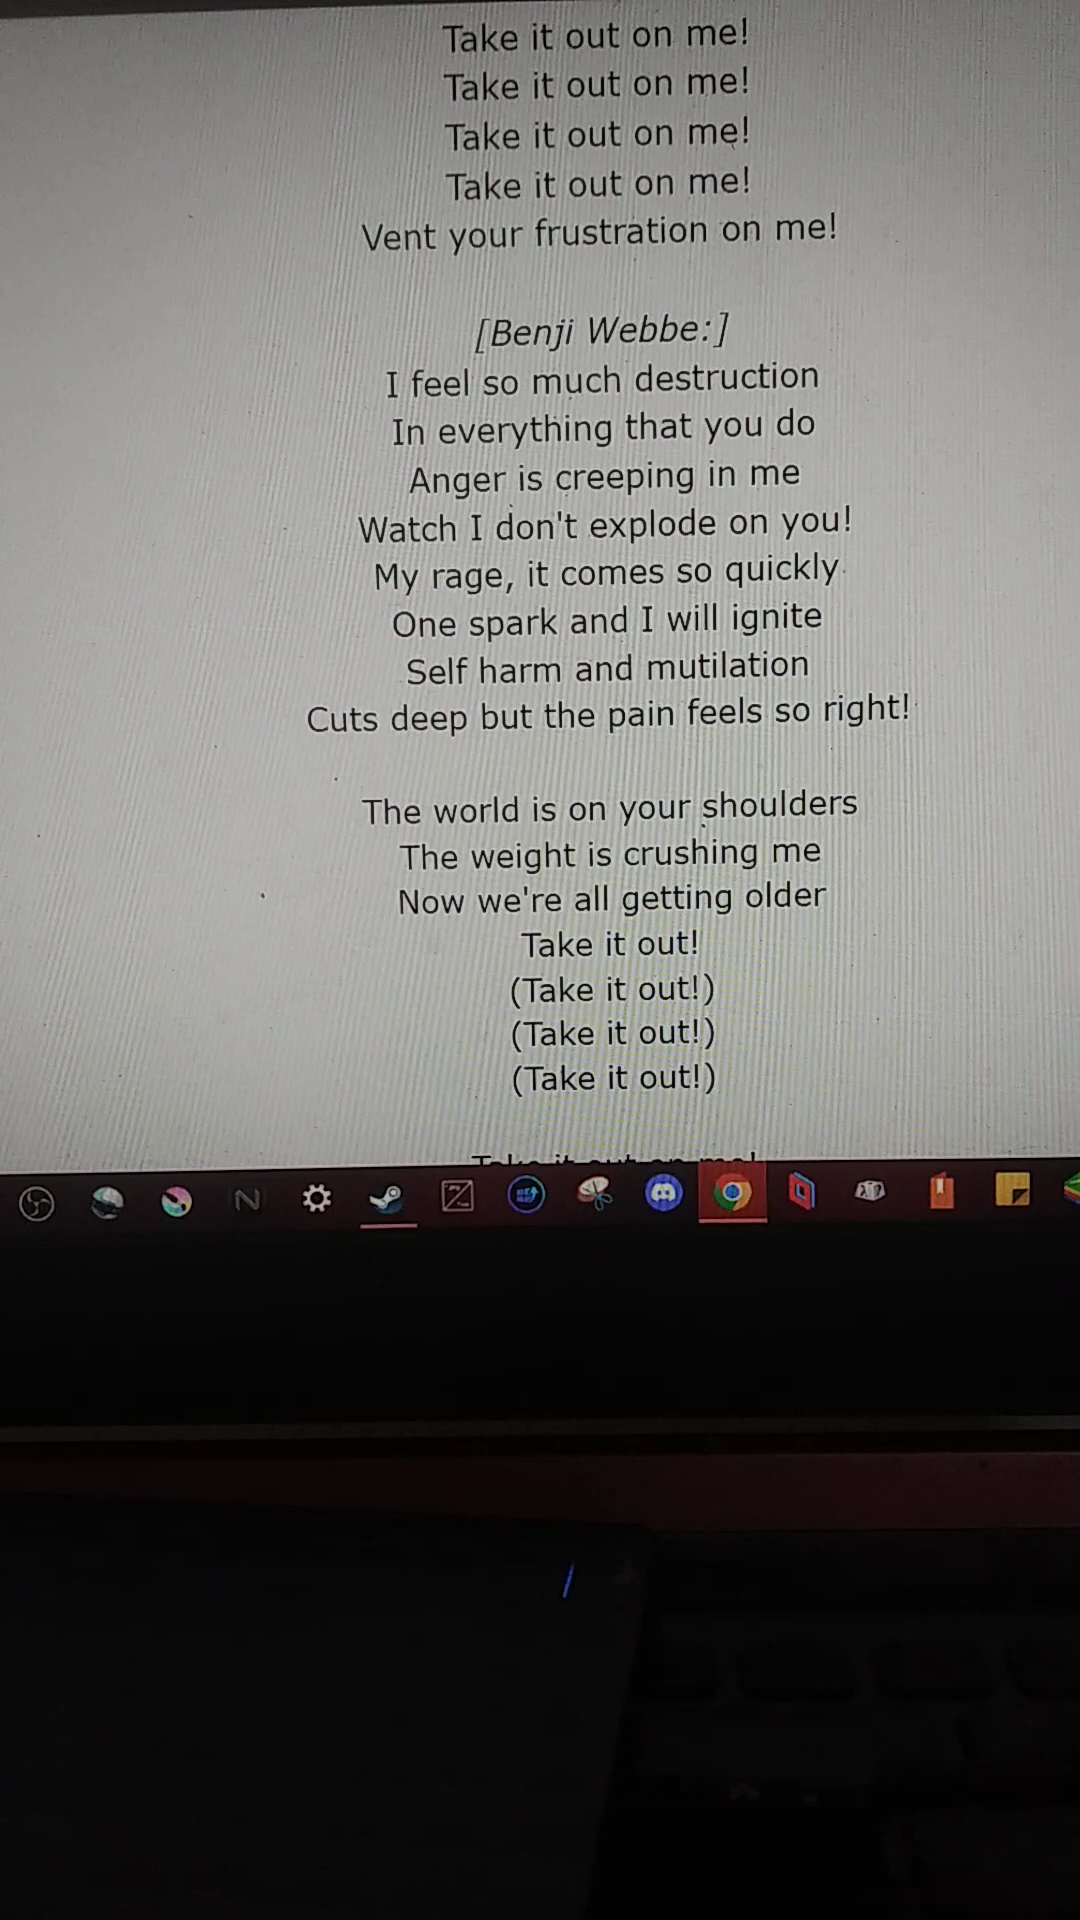 Take it out on me!
Take it out on me!
Take it out on me!
Take it out on me!
Vent your frustration on me!
[Benji Webbe:]
I feel so much destruction
In everything that you do
Anger is creeping in me
Watch I don't explode on you!
My rage, it comes so quickly
One spark and I will ignite
Self harm and mutilation
Cuts deep but the pain feels so right!
The world is on your shoulders
The weight is crushing me
Now we're all getting older
Take it out!
(Take it out!)
(Take it out!)
(Take it out!)
Take it out on me!